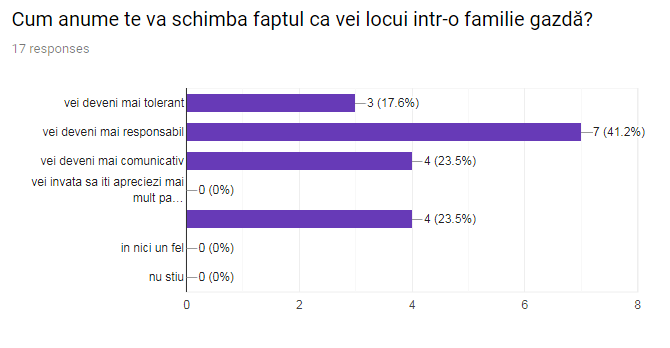 Cum anume te va schimba faptul ca vei locui intr-o familie gazdă?
17 responses
vei deveni mai tolerant
3 (17.6%)
vei deveni mai responsabil
7 (41.2%)
vei deveni mai comunicativ
4 (23.5%)
vei invata sa iti apreciezi mai
mult pa…
0 (0%)
4 (23.5%)
in nici un fel
0 (0%)
nu stiu
0 (0%)
0 2 4 6 8